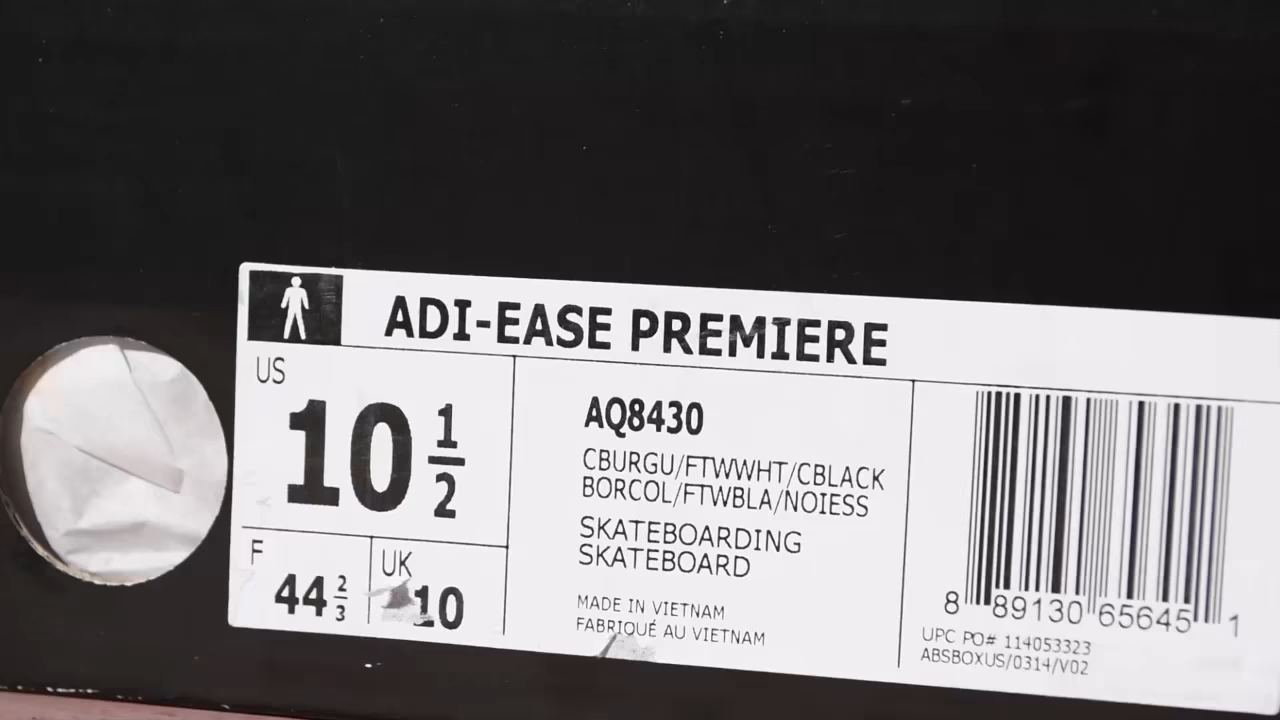 ADI-EASE PREMIERE
US
10 1/2
F
44 2/3
UK
10
AQ8430
CBURGU/FTWWHT/CBLACK
BORCOL/FTWBLA/NOIESS
SKATEBOARDING
SKATEBOARD
MADE IN VIETNAM
FABRIQUÉ AU VIETNAM
8 89130 65645 1
UPC PO# 114053323
ABSBOXUS/0314/V02